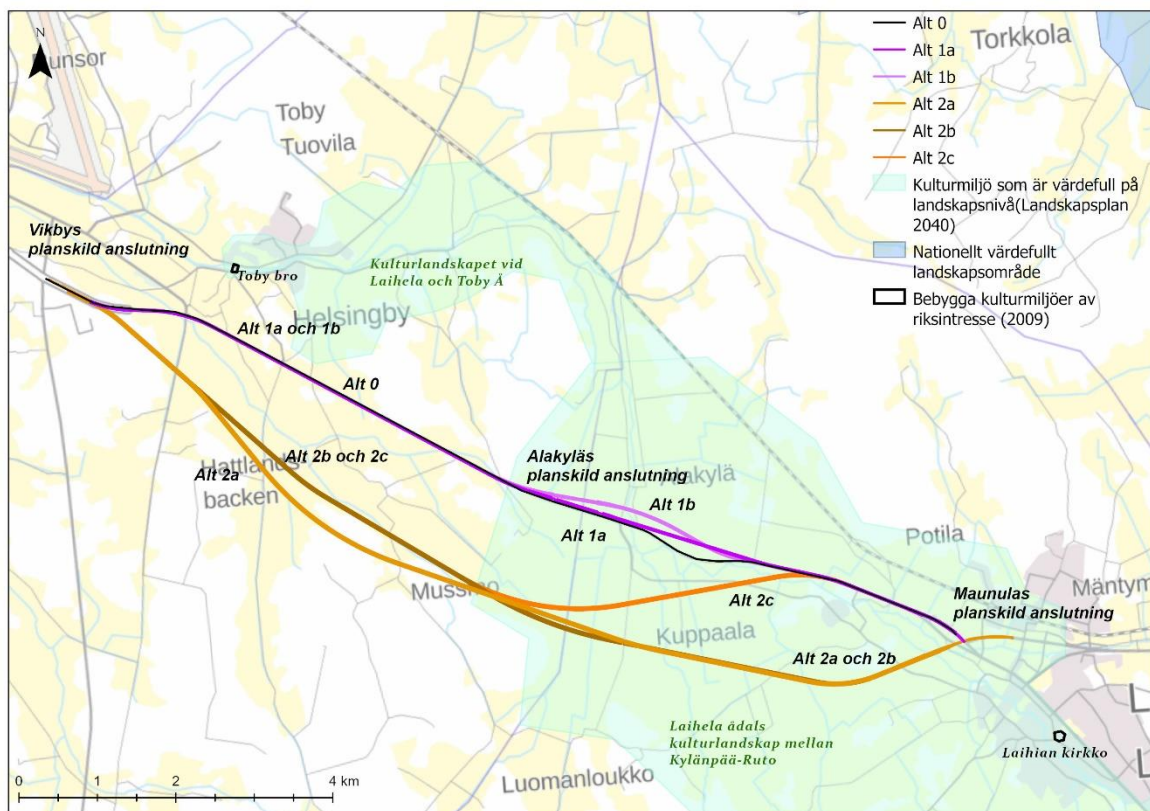 N
Torkkola
Toby
Tuovila
Vikbys
planskild anslutning
Toby bro
Kulturlandskapet vid
Laihela och Toby Å
Helsingby
Alt 1a och 1b
Alt 0
Alakyläs
planskild anslutning
Alakylä
Alt 1b
Alt 1a
Alt 2b och 2c
Alt 2a
Hattlands-
backen
Potila
Mussmo
Alt 2c
Maunulas
planskild anslutning
Kuppaala
Alt 2a och 2b
Laihela ådals
kulturlandskap mellan
Kylänpää-Ruto
Laihian kirkko
Luomanloukko
0 1 2 4 km
Alt 0
Alt 1a
Alt 1b
Alt 2a
Alt 2b
Alt 2c
Kulturmiljö som är värdefull på
landskapsnivå(Landskapsplan
2040)
Nationellt värdefullt
landskapsområde
Bebygga kulturmiljöer av
riksintresse (2009)